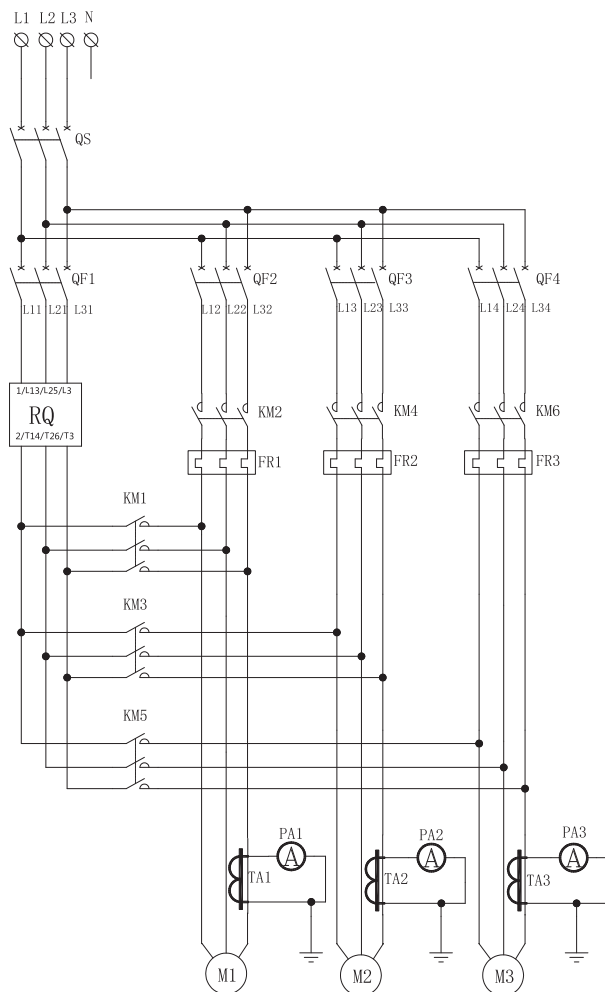 L1 L2 L3 N
QS
QF1 QF2 QF3 QF4
L11 L21 L31 L12 L22 L32 L13 L23 L33 L14 L24 L34
1/L13/L25/L3
RQ
2/T14/T26/T3
KM2 KM4 KM6
FR1 FR2 FR3
KM1
KM3
KM5
PA1 PA2 PA3
A A A
TA1 TA2 TA3
M1 M2 M3